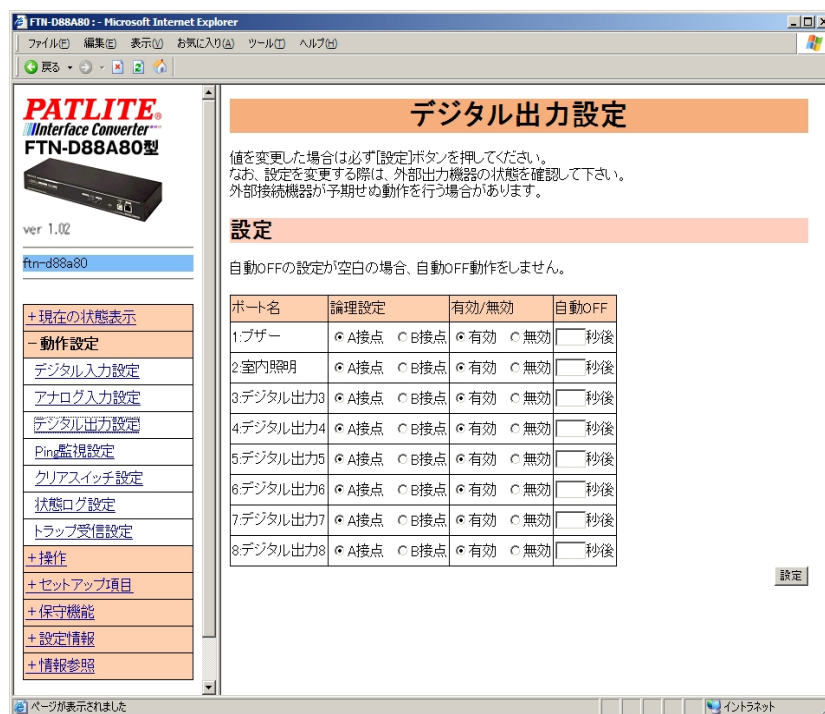 FTN-D88A80 : - Microsoft Internet Explorer
ファイル(F) 編集(E) 表示(V) お気に入り(A) ツール(T) ヘルプ(H)
戻る
PATLITE®
Interface Converter
FTN-D88A80型
ver 1.02
ftn-d88a80
+現在の状態表示
-動作設定
デジタル入力設定
アナログ入力設定
デジタル出力設定
Ping監視設定
クリアスイッチ設定
状態ログ設定
トラップ受信設定
+操作
+セットアップ項目
+保守機能
+設定情報
+情報参照
デジタル出力設定
値を変更した場合は必ず[設定]ボタンを押してください。
なお、設定を変更する際は、外部出力機器の状態を確認して下さい。
外部接続機器が予期せぬ動作を行う場合があります。
設定
自動OFFの設定が空白の場合、自動OFF動作をしません。
ポート名 論理設定 有効/無効 自動OFF
1:ブザー A接点 B接点 有効 無効 秒後
2:室内照明 A接点 B接点 有効 無効 秒後
3:デジタル出力3 A接点 B接点 有効 無効 秒後
4:デジタル出力4 A接点 B接点 有効 無効 秒後
5:デジタル出力5 A接点 B接点 有効 無効 秒後
6:デジタル出力6 A接点 B接点 有効 無効 秒後
7:デジタル出力7 A接点 B接点 有効 無効 秒後
8:デジタル出力8 A接点 B接点 有効 無効 秒後
設定
ページが表示されました イントラネット